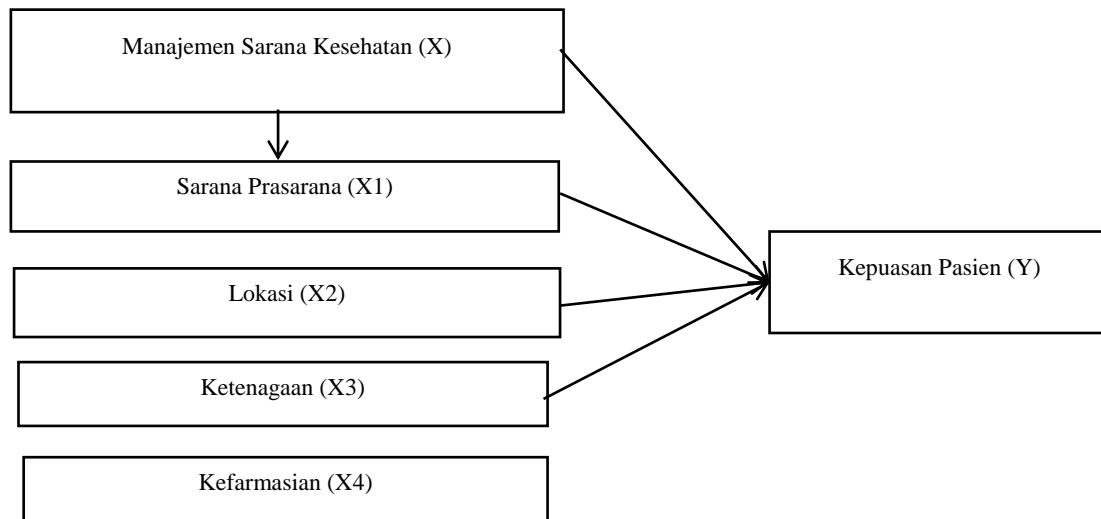 Manajemen Sarana Kesehatan (X)
Sarana Prasarana (X1)
Kepuasan Pasien (Y)
Lokasi (X2)
Ketenagaan (X3)
Kefarmasian (X4)